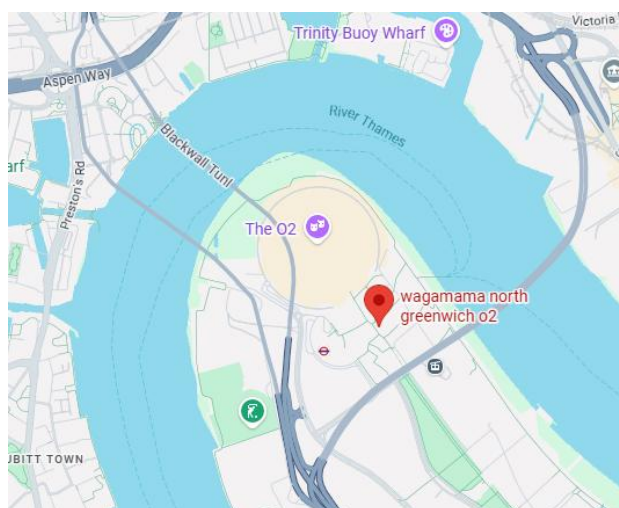 Victoria
Trinity Buoy Wharf
Aspen Way
River Thames
Blackwall Tunl
arf
Preston's Rd
The O2
wagamama north
greenwich o2
UBITT TOWN